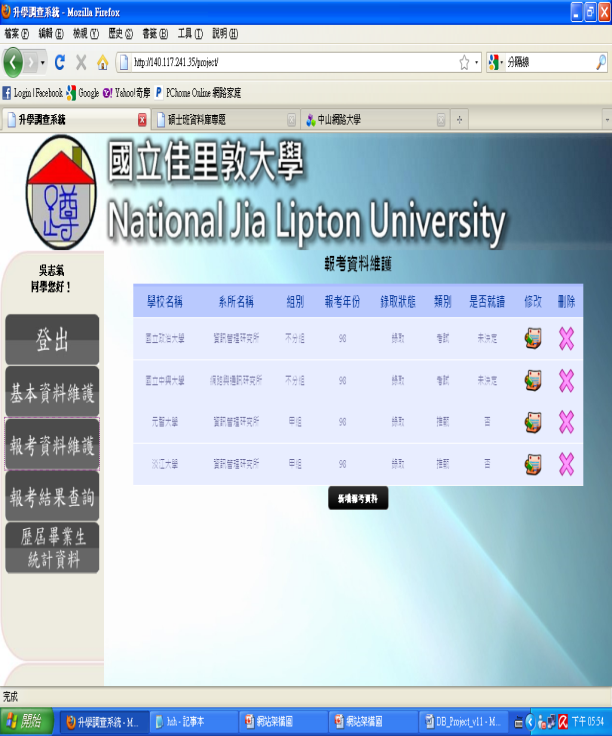 升學調查系統 - Mozilla Firefox
檔案(F) 編輯(E) 檢視(V) 歷史(S) 書籤(B) 工具(T) 說明(H)
http://140.117.241.35/project/
分隔線
Login | Facebook Google Yahoo!奇摩 PChome Online 網路家庭
升學調查系統 碩士班資料庫專題 中山網路大學
國立佳里敦大學
National Jia Lipton University
吳志氣
同學您好！
報考資料維護
學校名稱 系所名稱 組別 報考年份 錄取狀態 類別 是否就讀 修改 刪除
國立政治大學 資訊管理研究所 不分組 98 錄取 考試 未決定
國立中興大學 網路與通訊研究所 不分組 98 錄取 考試 未決定
元智大學 資訊管理研究所 甲組 98 錄取 推甄 否
淡江大學 資訊管理研究所 甲組 98 錄取 推甄 否
新增報考資料
登出
基本資料維護
報考資料維護
報考結果查詢
歷屆畢業生
統計資料
完成
開始 升學調查系統 - M... huh - 記事本 網站架構圖 網站架構圖 DB_Project_v11 - M... 下午 05:54